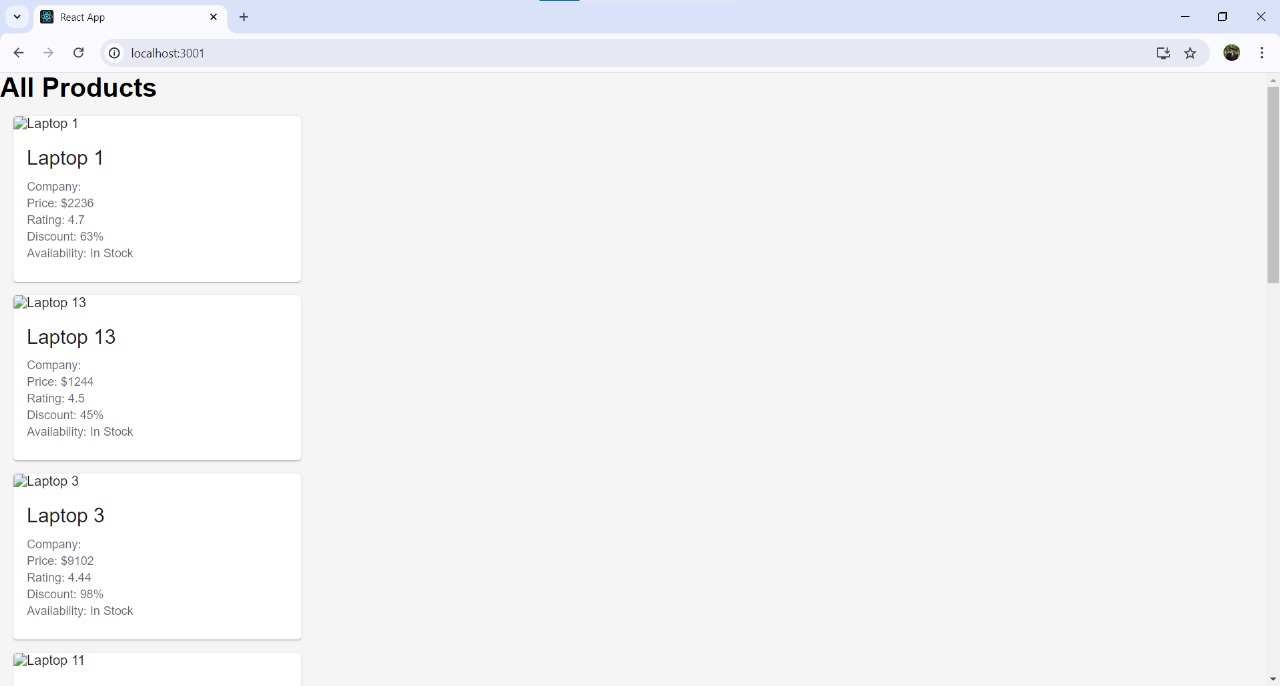 React App
localhost:3001
All Products
Laptop 1
Laptop 1
Company:
Price: $2236
Rating: 4.7
Discount: 63%
Availability: In Stock
Laptop 13
Laptop 13
Company:
Price: $1244
Rating: 4.5
Discount: 45%
Availability: In Stock
Laptop 3
Laptop 3
Company:
Price: $9102
Rating: 4.44
Discount: 98%
Availability: In Stock
Laptop 11